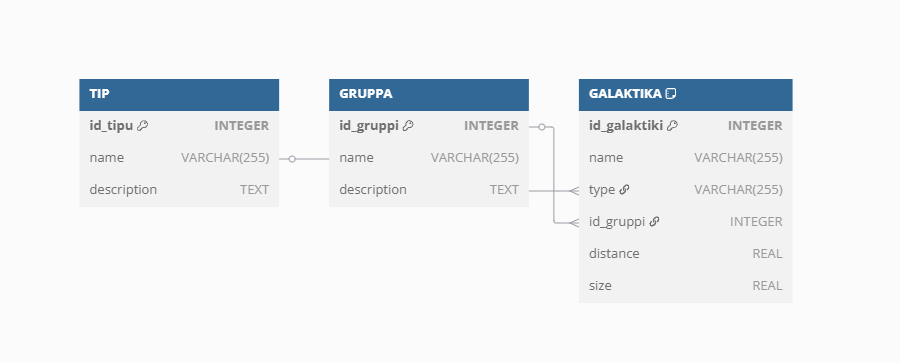 TIP
id_tipu INTEGER
name VARCHAR(255)
description TEXT
GRUPPA
id_gruppi INTEGER
name VARCHAR(255)
description TEXT
GALAKTIKA
id_galaktiki INTEGER
name VARCHAR(255)
type VARCHAR(255)
id_gruppi INTEGER
distance REAL
size REAL